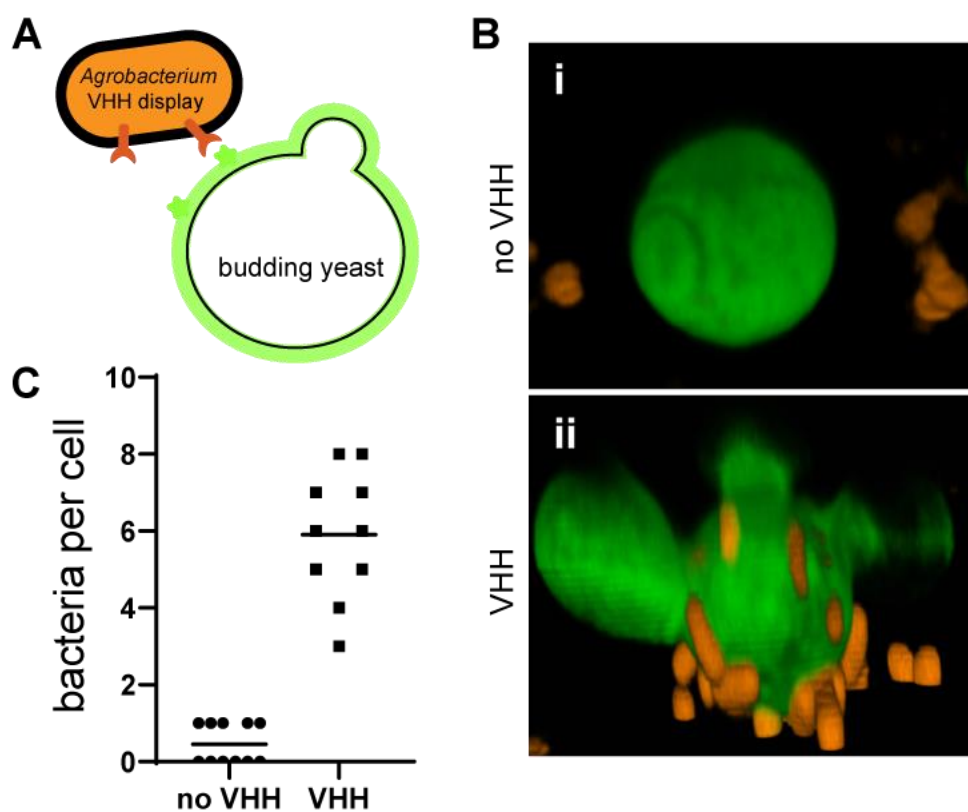 A
Agrobacterium
VHH display
budding yeast
B
i
no VHH
ii
VHH
C
bacteria per cell
10
8
6
4
2
0
no VHH
VHH